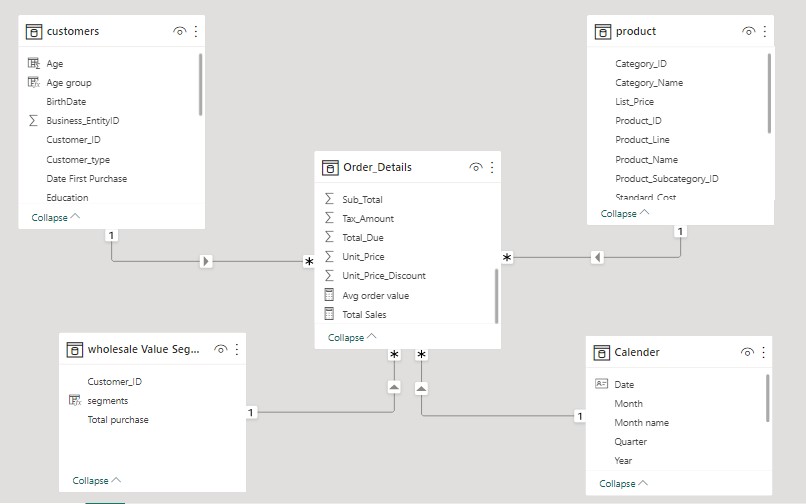 customers
Age
Age group
BirthDate
Business_EntityID
Customer_ID
Customer_type
Date First Purchase
Education
Collapse
1
product
Category_ID
Category_Name
List_Price
Product_ID
Product_Line
Product_Name
Product_Subcategory_ID
Standard_Cost
Collapse
1
Order_Details
Sub_Total
Tax_Amount
Total_Due
Unit_Price
Unit_Price_Discount
Avg order value
Total Sales
Collapse
*
*
*
*
wholesale Value Seg...
Customer_ID
segments
Total purchase
Collapse
1
Calender
Date
Month
Month name
Quarter
Year
Collapse
1